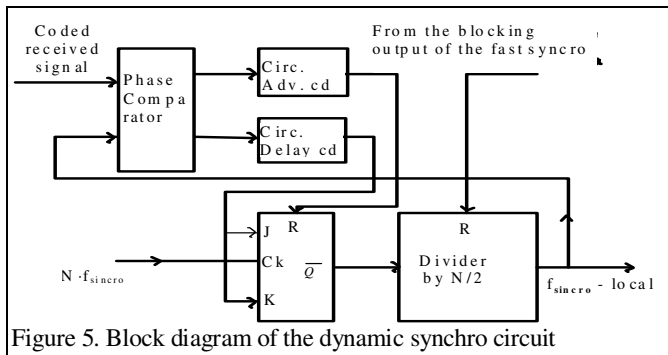 Coded
received
signal
Phase
Compa
rator
Circ.
Adv. cd
Circ.
Delay cd
From the blocking
output of the fast syncro
J
R
Ck
Q
K
N·fsincro
R
Divider
by N/2
fsincro - local
Figure 5. Block diagram of the dynamic synchro circuit